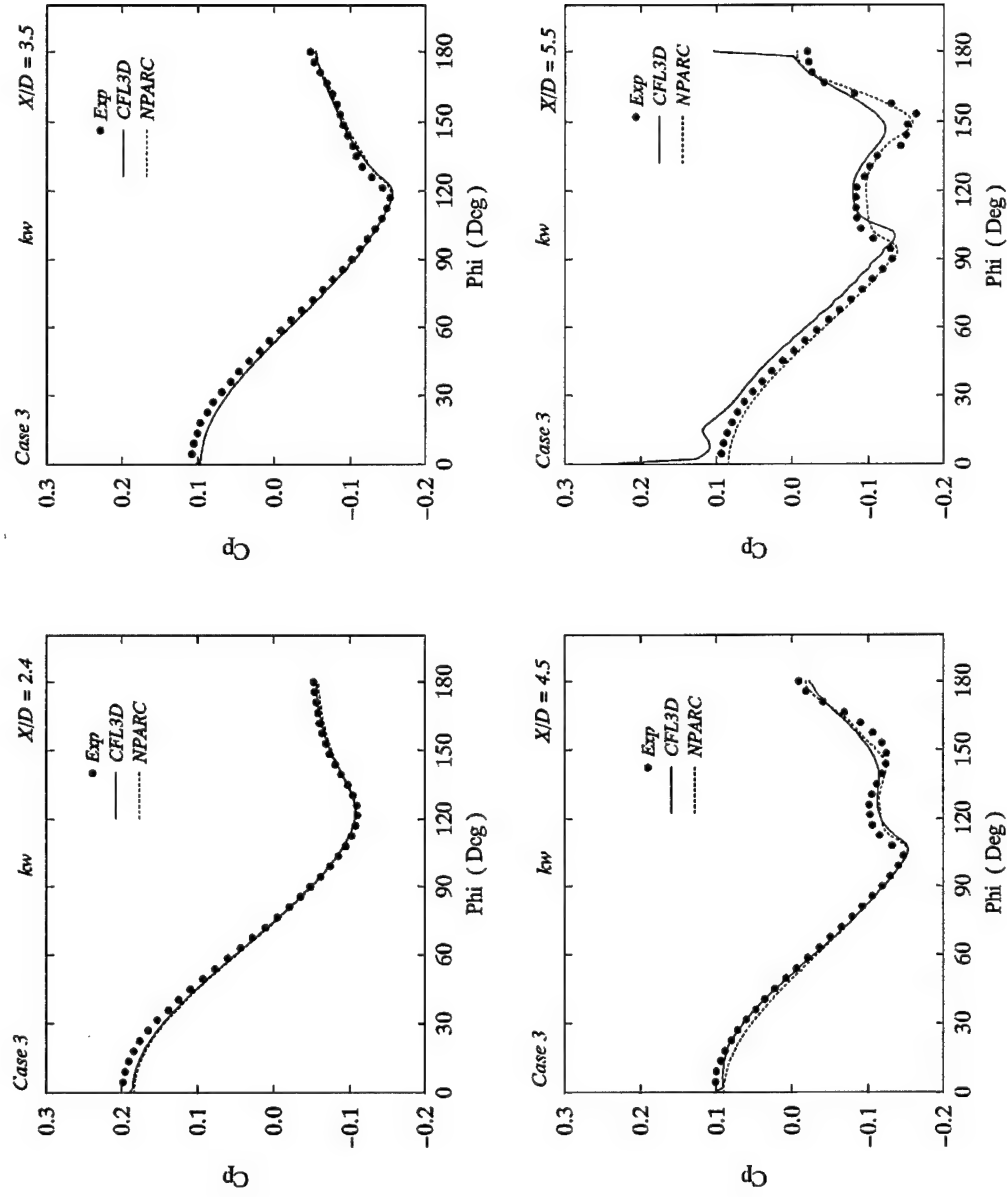 Case 3 kw X/D = 2.4
Exp
CFL3D
NPARC
0.3
0.2
0.1
0.0
−0.1
−0.2
Cp
0 30 60 90 120 150 180
Phi ( Deg )
Case 3 kw X/D = 3.5
Exp
CFL3D
NPARC
0.3
0.2
0.1
0.0
−0.1
−0.2
Cp
0 30 60 90 120 150 180
Phi ( Deg )
Case 3 kw X/D = 4.5
Exp
CFL3D
NPARC
0.3
0.2
0.1
0.0
−0.1
−0.2
Cp
0 30 60 90 120 150 180
Phi ( Deg )
Case 3 kw X/D = 5.5
Exp
CFL3D
NPARC
0.3
0.2
0.1
0.0
−0.1
−0.2
Cp
0 30 60 90 120 150 180
Phi ( Deg )